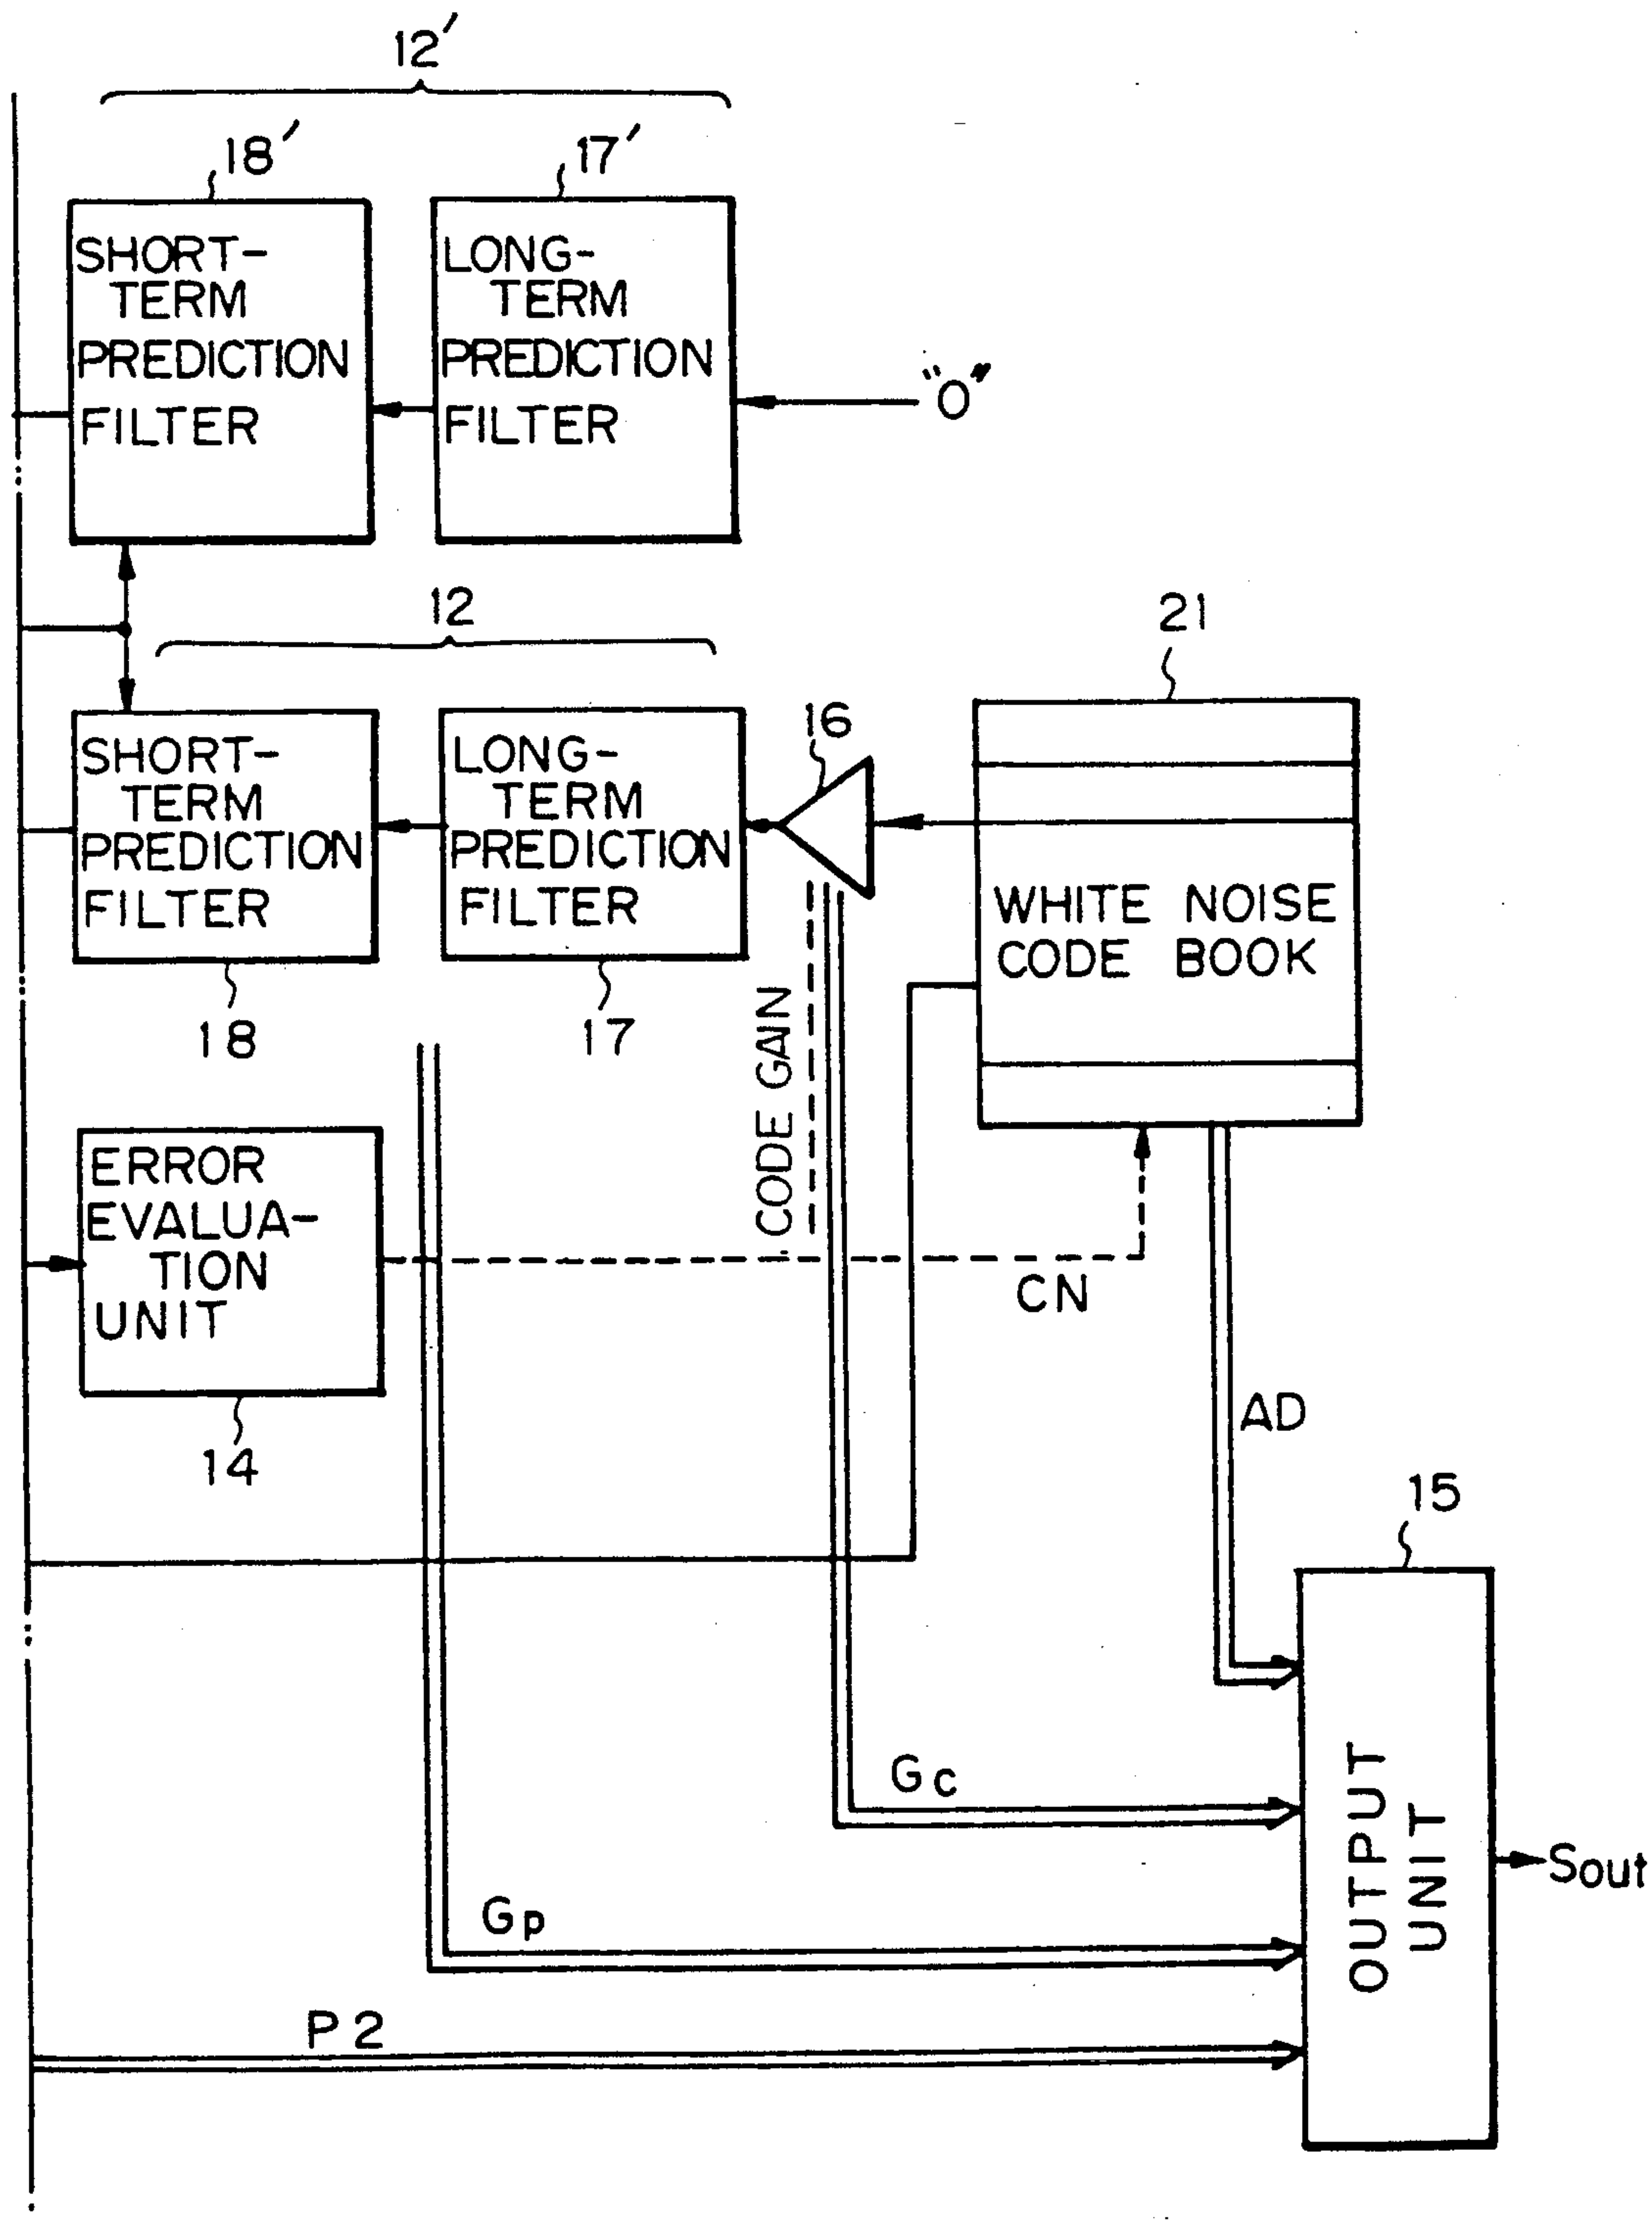 12′
18′
17′
SHORT-
TERM
PREDICTION
FILTER
LONG-
TERM
PREDICTION
FILTER
"0"
12
21
16
SHORT-
TERM
PREDICTION
FILTER
LONG-
TERM
PREDICTION
FILTER
WHITE NOISE
CODE BOOK
18
17
CODE GAIN
ERROR
EVALUA-
TION
UNIT
CN
14
AD
15
Gc
OUTPUT
UNIT
Sout
Gp
P2